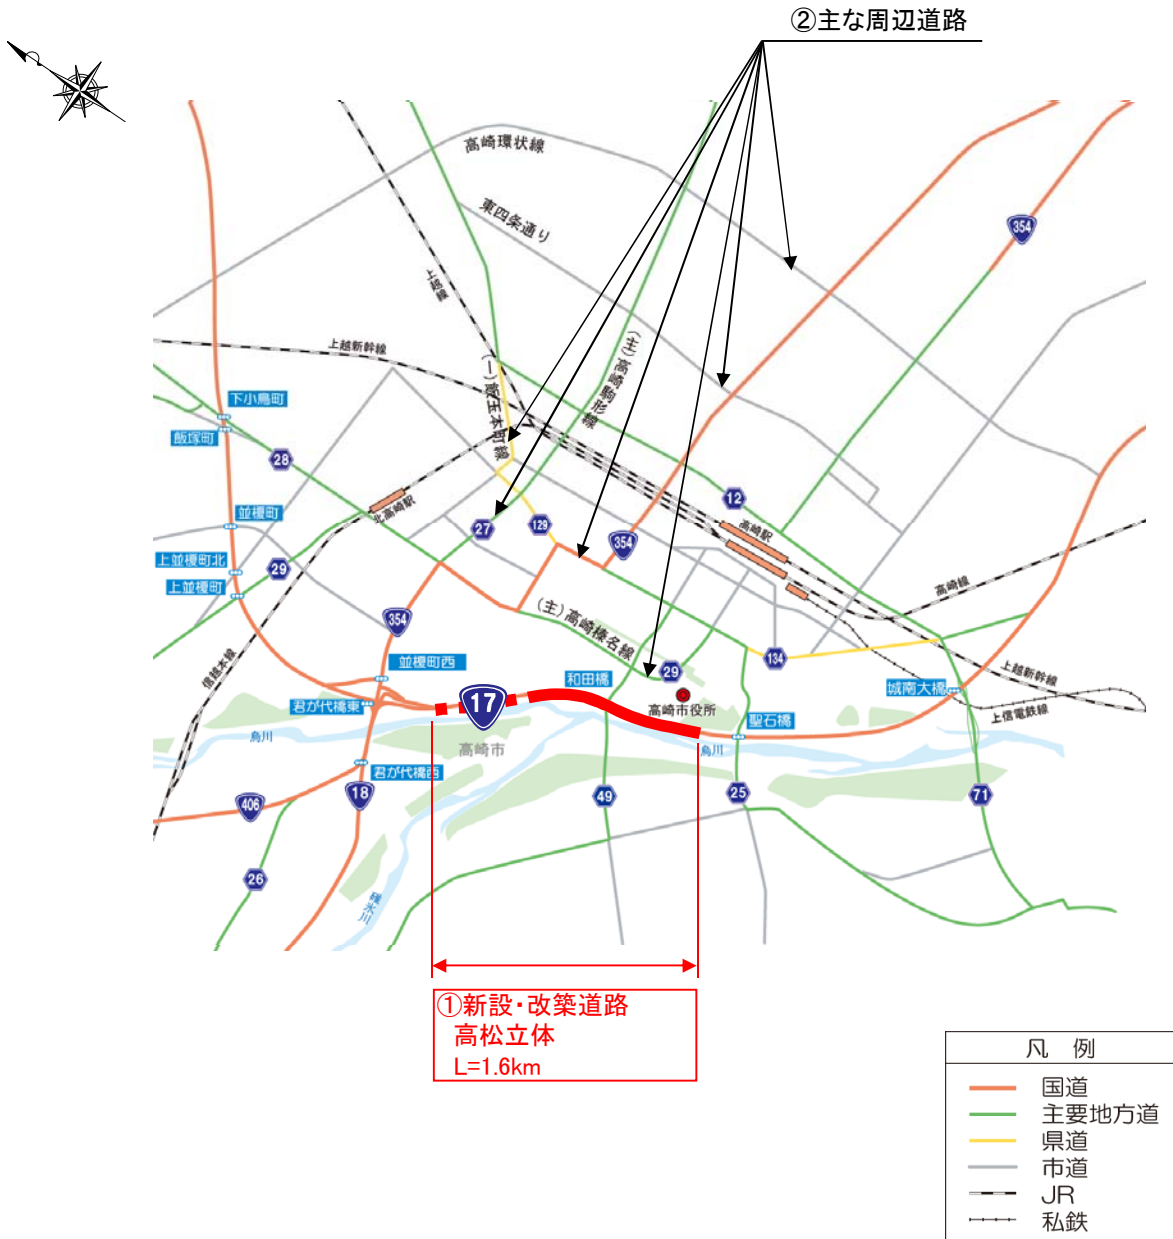 ②主な周辺道路
高崎環状線
東四条通り
354
上越線
上越新幹線
(主)高崎駒形線
(一)飯玉本町線
下小鳥町
飯塚町
28
北高崎駅
12
高崎駅
並榎町
27
129
354
上並榎町北
29
上並榎町
高崎線
354
(主)高崎榛名線
信越本線
並榎町西
和田橋
29
134
上越新幹線
城南大橋
君が代橋東
17
高崎市役所
聖石橋
上信電鉄線
烏川
高崎市
烏川
君が代橋西
406
18
49
25
71
26
碓氷川
①新設・改築道路
高松立体
L=1.6km
凡 例
国道
主要地方道
県道
市道
JR
私鉄